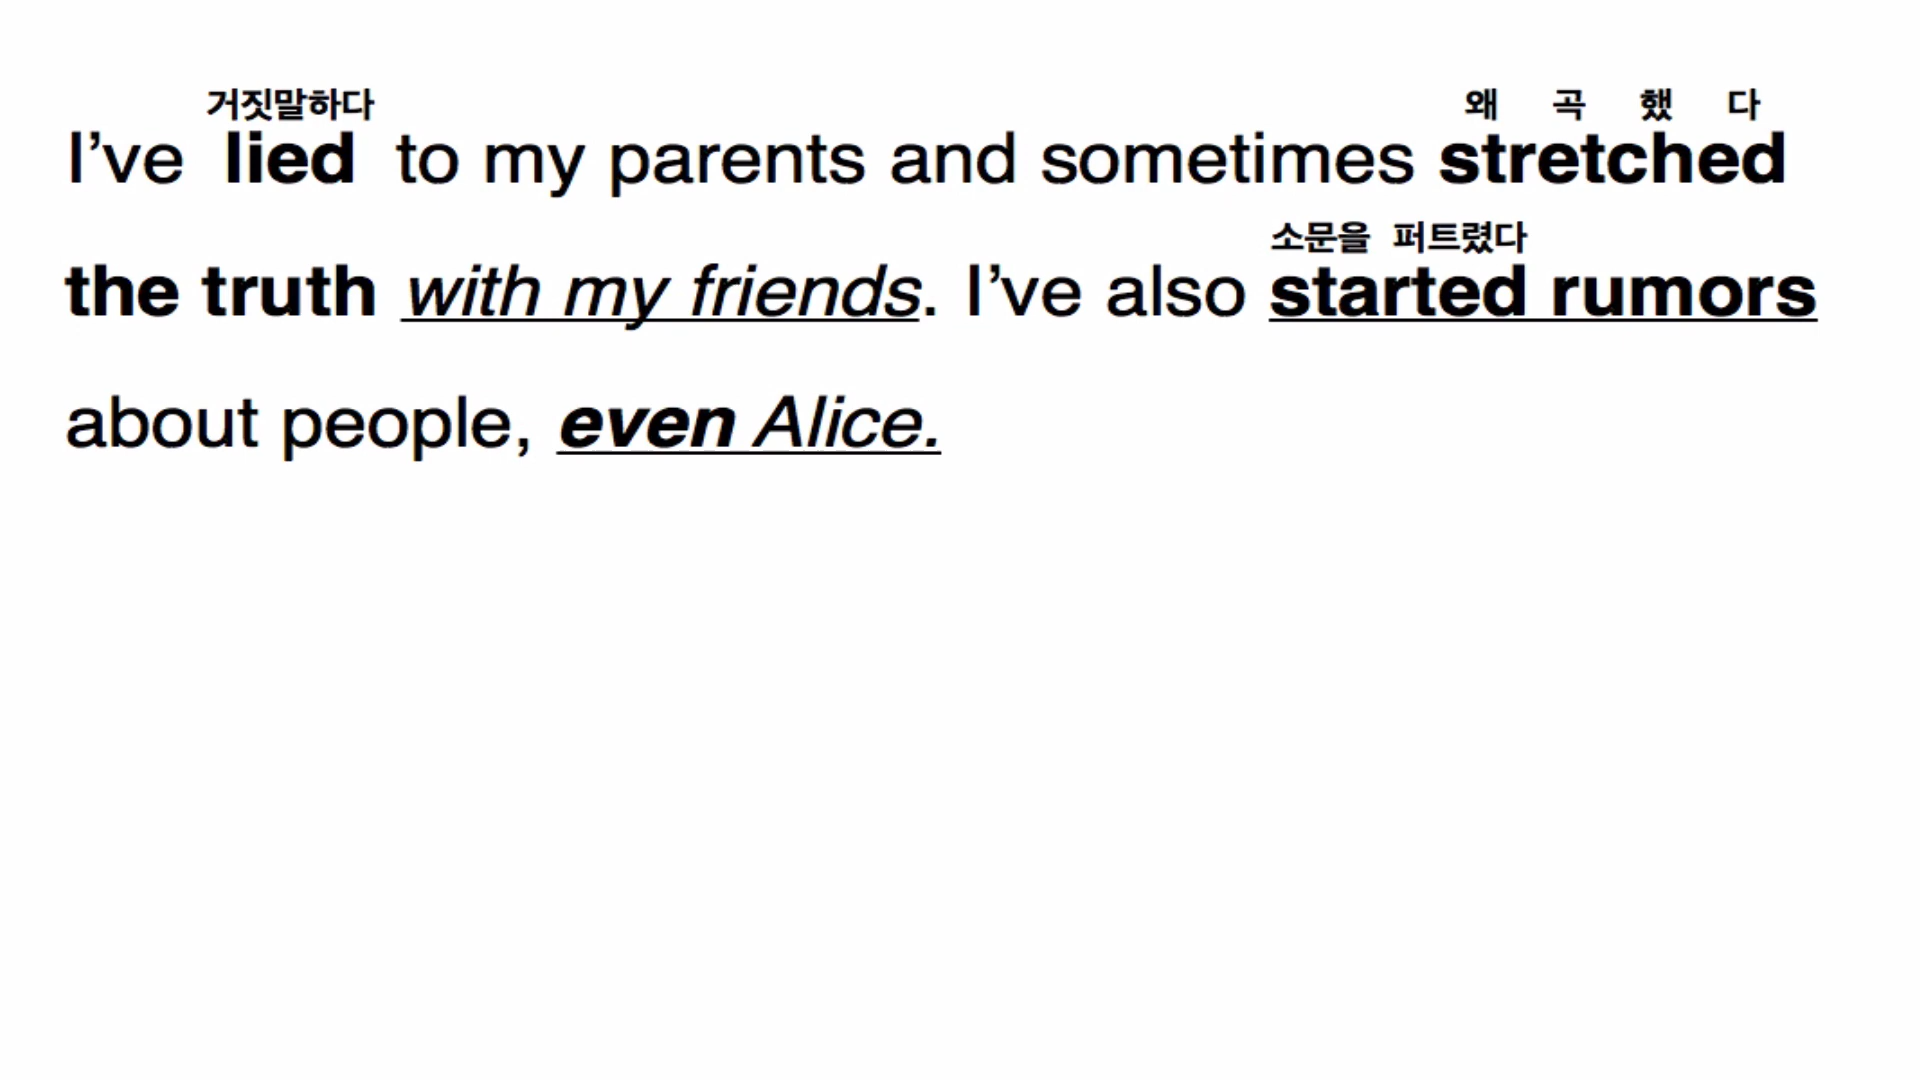 거짓말하다 왜 곡 했 다
I’ve lied to my parents and sometimes stretched
소문을 퍼트렸다
the truth with my friends. I’ve also started rumors
about people, even Alice.